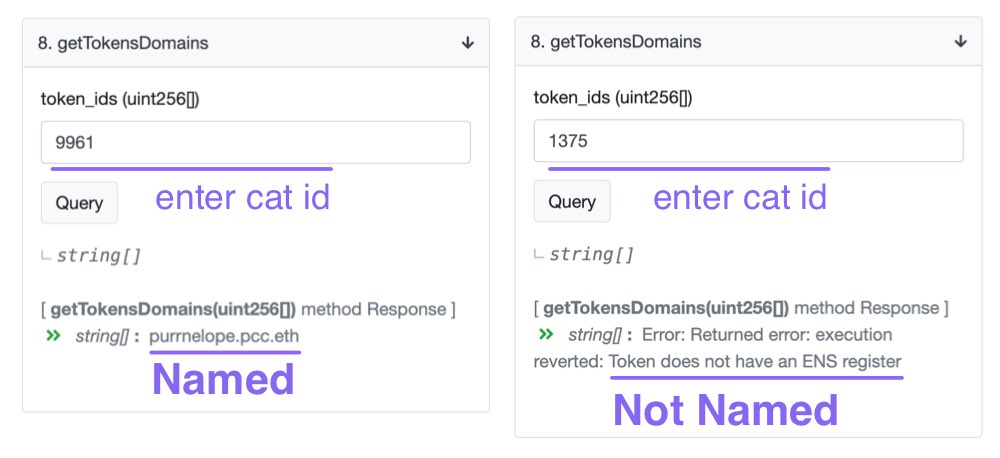 8. getTokensDomains
token_ids (uint256[])
9961
enter cat id
Query
string[]
[ getTokensDomains(uint256[]) method Response ]
string[] : purrnelope.pcc.eth
Named
8. getTokensDomains
token_ids (uint256[])
1375
enter cat id
Query
string[]
[ getTokensDomains(uint256[]) method Response ]
string[] : Error: Returned error: execution
reverted: Token does not have an ENS register
Not Named